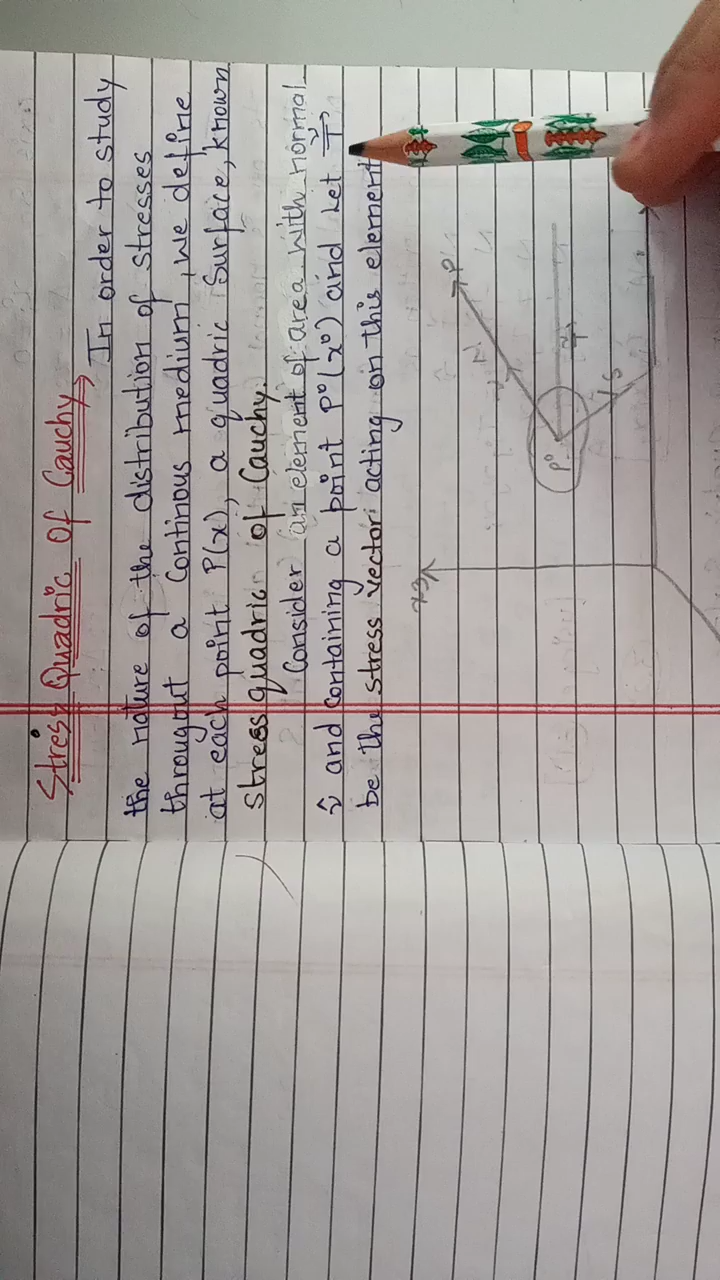 Stress Quadric Of Cauchy→
In order to study
the nature of the distribution of stresses
througout a Continous medium, we define
at each point P(x), a quadric Surface, known
stress quadric of Cauchy.
Consider an element of area with normal
ν̂ and Containing a point P°(x°) and Let T̆
be the stress vector acting on this element
x₃
P
N
P°
T̆
S